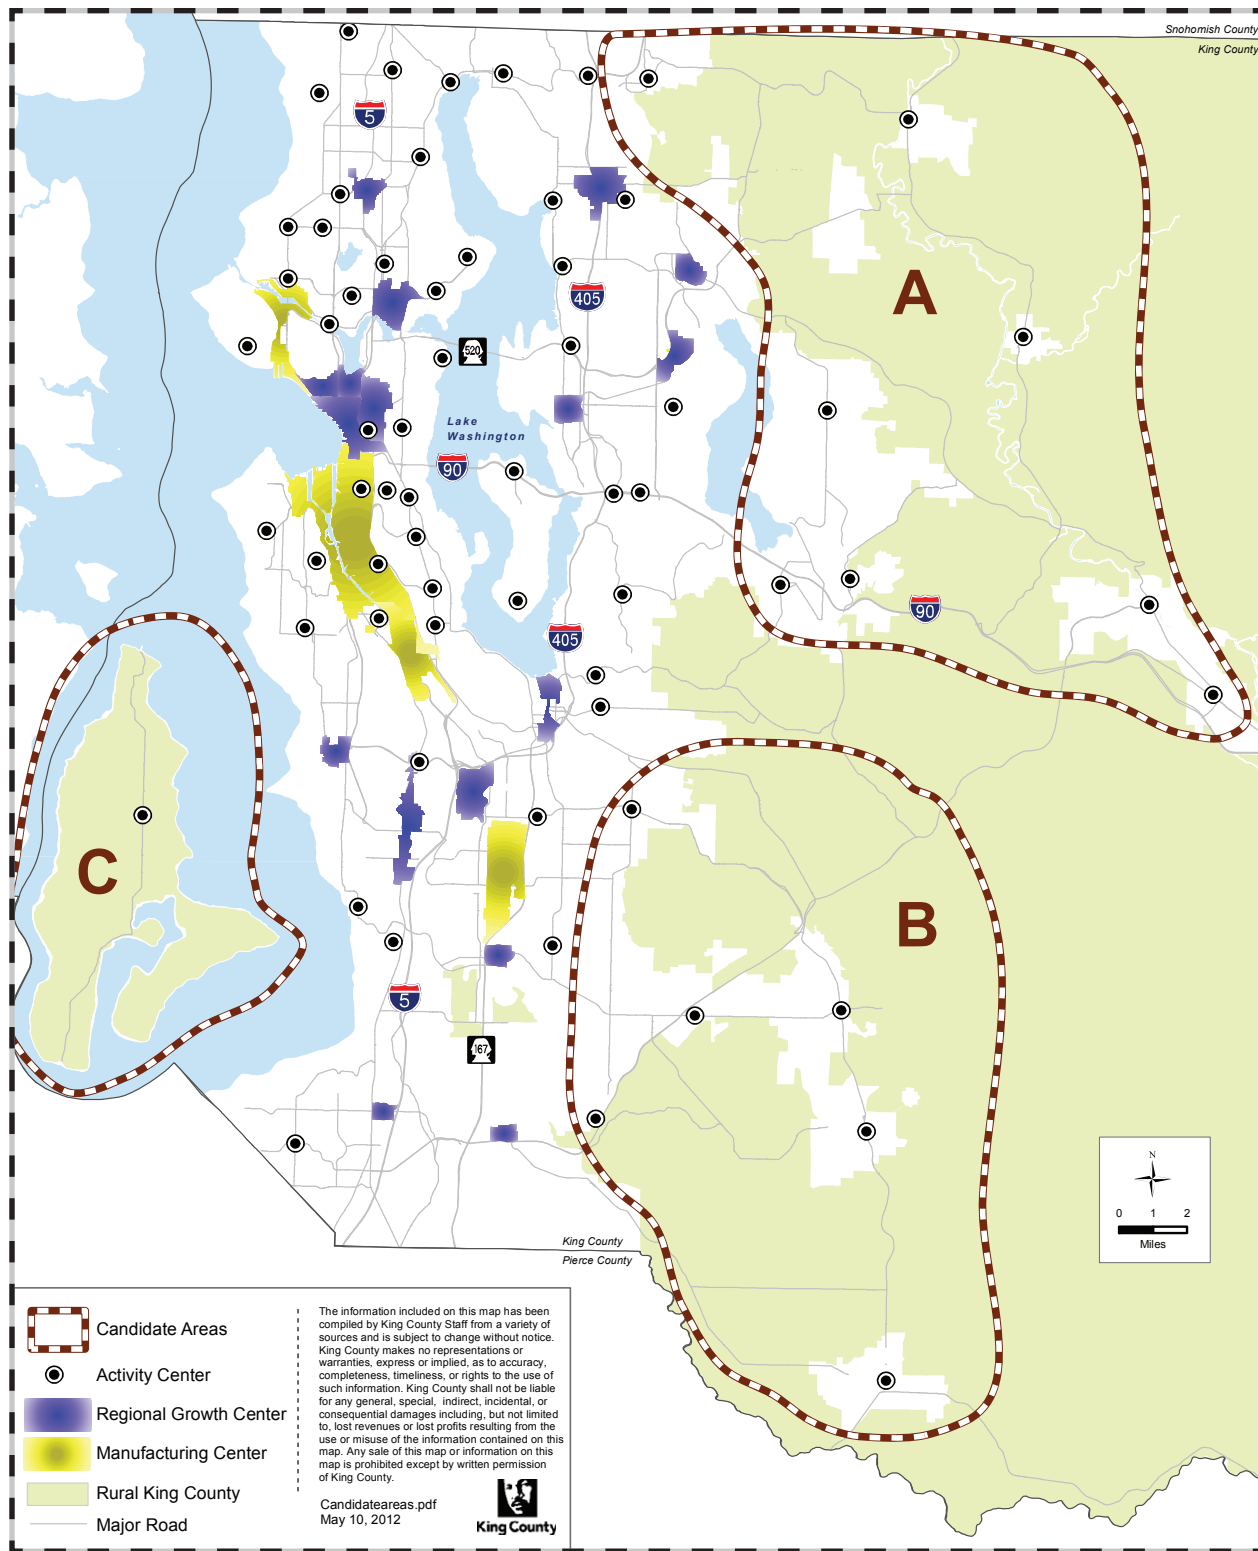 Snohomish County
King County
5
A
405
520
Lake
Washington
90
90
405
C
B
5
167
N
0 1 2
Miles
King County
Pierce County
Candidate Areas
Activity Center
Regional Growth Center
Manufacturing Center
Rural King County
Major Road
The information included on this map has been
compiled by King County Staff from a variety of
sources and is subject to change without notice.
King County makes no representations or
warranties, express or implied, as to accuracy,
completeness, timeliness, or rights to the use of
such information. King County shall not be liable
for any general, special, indirect, incidental, or
consequential damages including, but not limited
to, lost revenues or lost profits resulting from the
use or misuse of the information contained on this
map. Any sale of this map or information on this
map is prohibited except by written permission
of King County.
Candidateareas.pdf
May 10, 2012
King County